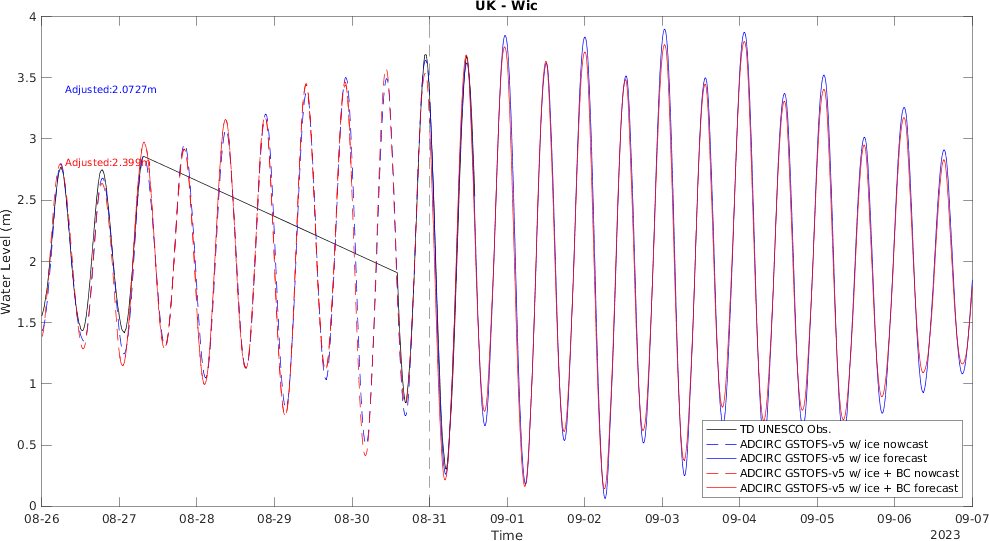 UK - Wic
4
3.5
3
2.5
2
1.5
1
0.5
0
Water Level (m)
Adjusted:2.0727m
Adjusted:2.399m
TD UNESCO Obs.
ADCIRC GSTOFS-v5 w/ ice nowcast
ADCIRC GSTOFS-v5 w/ ice forecast
ADCIRC GSTOFS-v5 w/ ice + BC nowcast
ADCIRC GSTOFS-v5 w/ ice + BC forecast
08-26 08-27 08-28 08-29 08-30 08-31 09-01 09-02 09-03 09-04 09-05 09-06 09-07
Time
2023